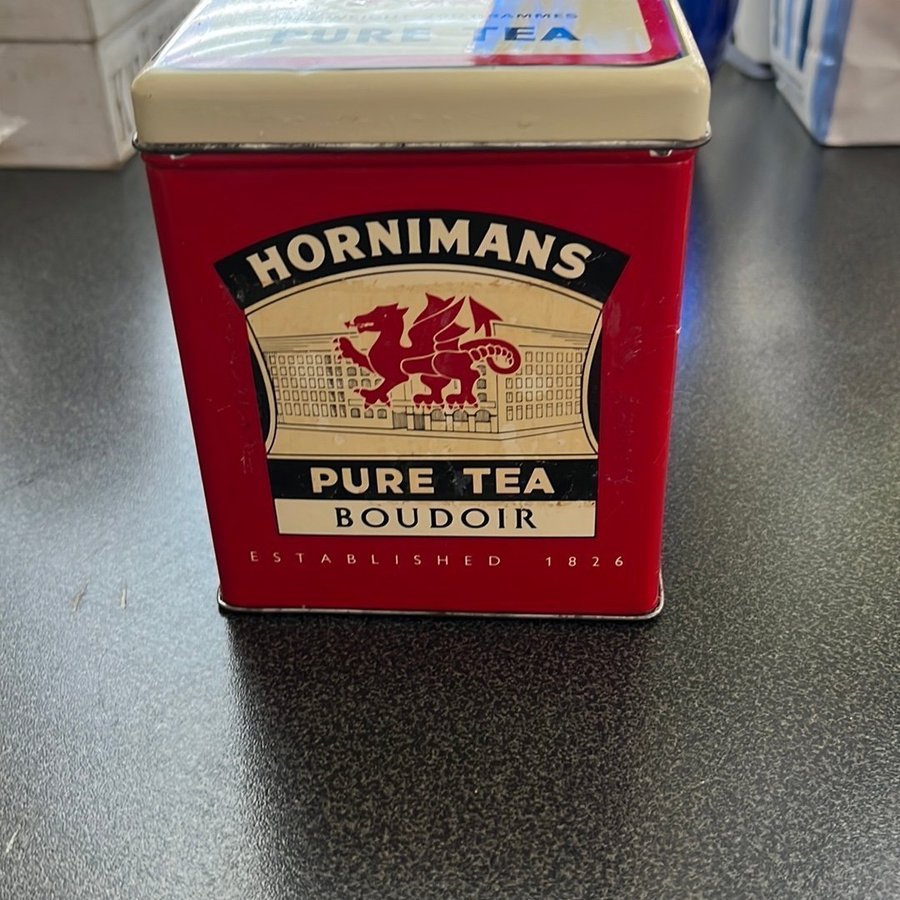 PURE TEA
HORNIMANS
PURE TEA
BOUDOIR
ESTABLISHED 1826